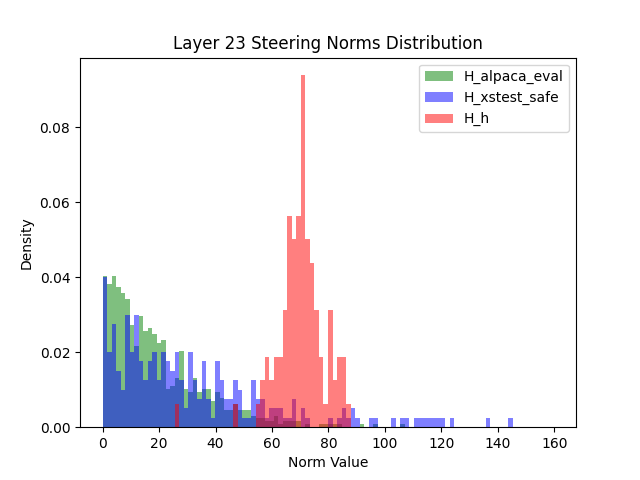 Layer 23 Steering Norms Distribution
H_alpaca_eval
H_xstest_safe
H_h
Density
0.08
0.06
0.04
0.02
0.00
0 20 40 60 80 100 120 140 160
Norm Value